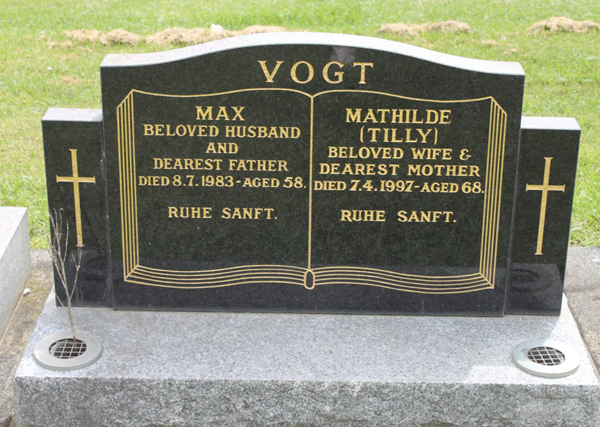 VOGT
MAX
BELOVED HUSBAND
AND
DEAREST FATHER
DIED 8.7.1983-AGED 58.
RUHE SANFT.
MATHILDE
(TILLY)
BELOVED WIFE &
DEAREST MOTHER
DIED 7.4.1997-AGED 68.
RUHE SANFT.